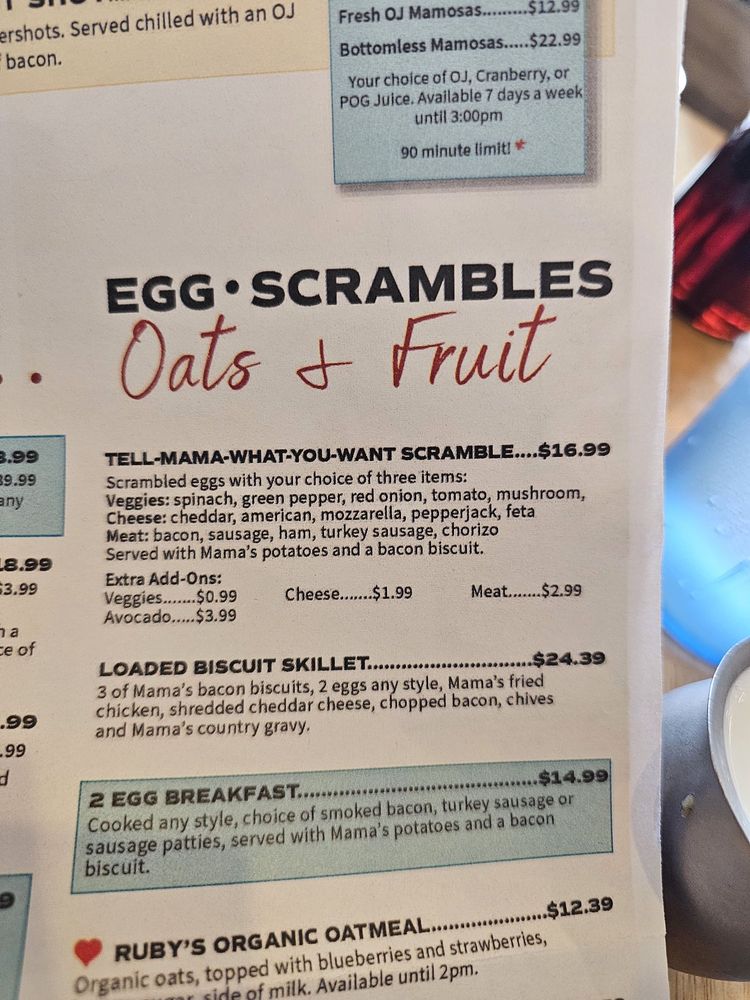 ershots. Served chilled with an OJ
bacon.
Fresh OJ Mamosas.........$12.99
Bottomless Mamosas.....$22.99
Your choice of OJ, Cranberry, or
POG Juice. Available 7 days a week
until 3:00pm
90 minute limit! *
EGG • SCRAMBLES
Oats & Fruit
TELL-MAMA-WHAT-YOU-WANT SCRAMBLE....$16.99
Scrambled eggs with your choice of three items:
Veggies: spinach, green pepper, red onion, tomato, mushroom,
Cheese: cheddar, american, mozzarella, pepperjack, feta
Meat: bacon, sausage, ham, turkey sausage, chorizo
Served with Mama's potatoes and a bacon biscuit.
Extra Add-Ons:
Veggies.......$0.99 Cheese.......$1.99 Meat.......$2.99
Avocado.....$3.99
LOADED BISCUIT SKILLET................................$24.39
3 of Mama's bacon biscuits, 2 eggs any style, Mama's fried
chicken, shredded cheddar cheese, chopped bacon, chives
and Mama's country gravy.
2 EGG BREAKFAST.............................................$14.99
Cooked any style, choice of smoked bacon, turkey sausage or
sausage patties, served with Mama's potatoes and a bacon
biscuit.
RUBY'S ORGANIC OATMEAL.....................$12.39
Organic oats, topped with blueberries and strawberries,
side of milk. Available until 2pm.